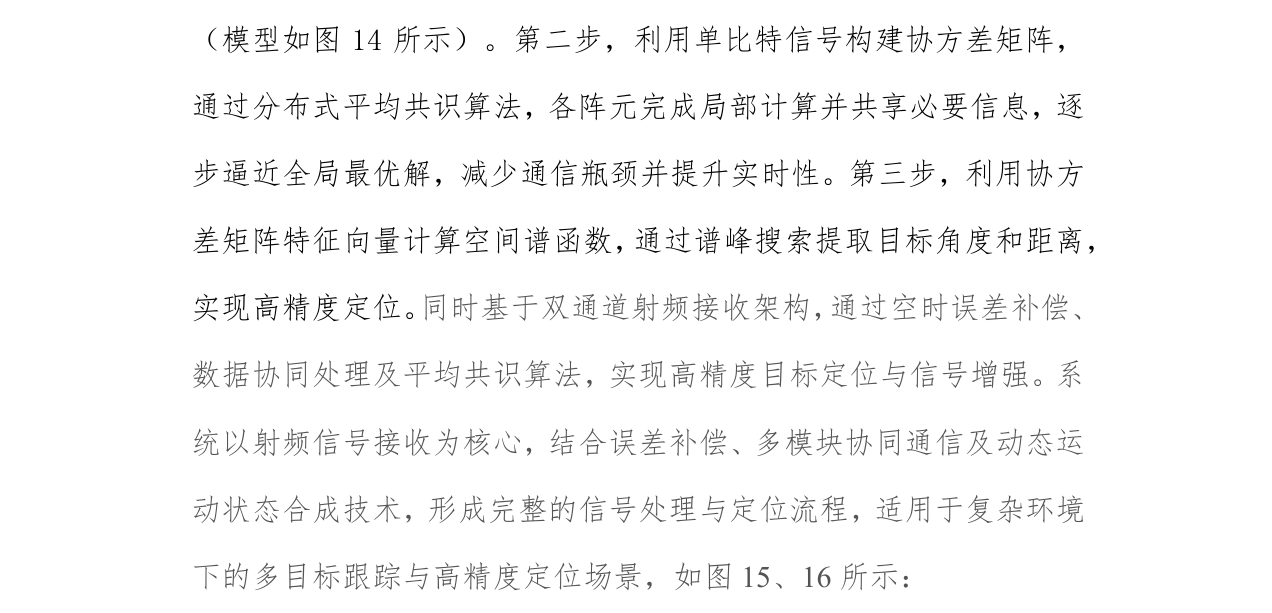 （模型如图 14 所示）。第二步，利用单比特信号构建协方差矩阵，
通过分布式平均共识算法，各阵元完成局部计算并共享必要信息，逐
步逼近全局最优解，减少通信瓶颈并提升实时性。第三步，利用协方
差矩阵特征向量计算空间谱函数，通过谱峰搜索提取目标角度和距离，
实现高精度定位。同时基于双通道射频接收架构，通过空时误差补偿、
数据协同处理及平均共识算法，实现高精度目标定位与信号增强。系
统以射频信号接收为核心，结合误差补偿、多模块协同通信及动态运
动状态合成技术，形成完整的信号处理与定位流程，适用于复杂环境
下的多目标跟踪与高精度定位场景，如图 15、16 所示：